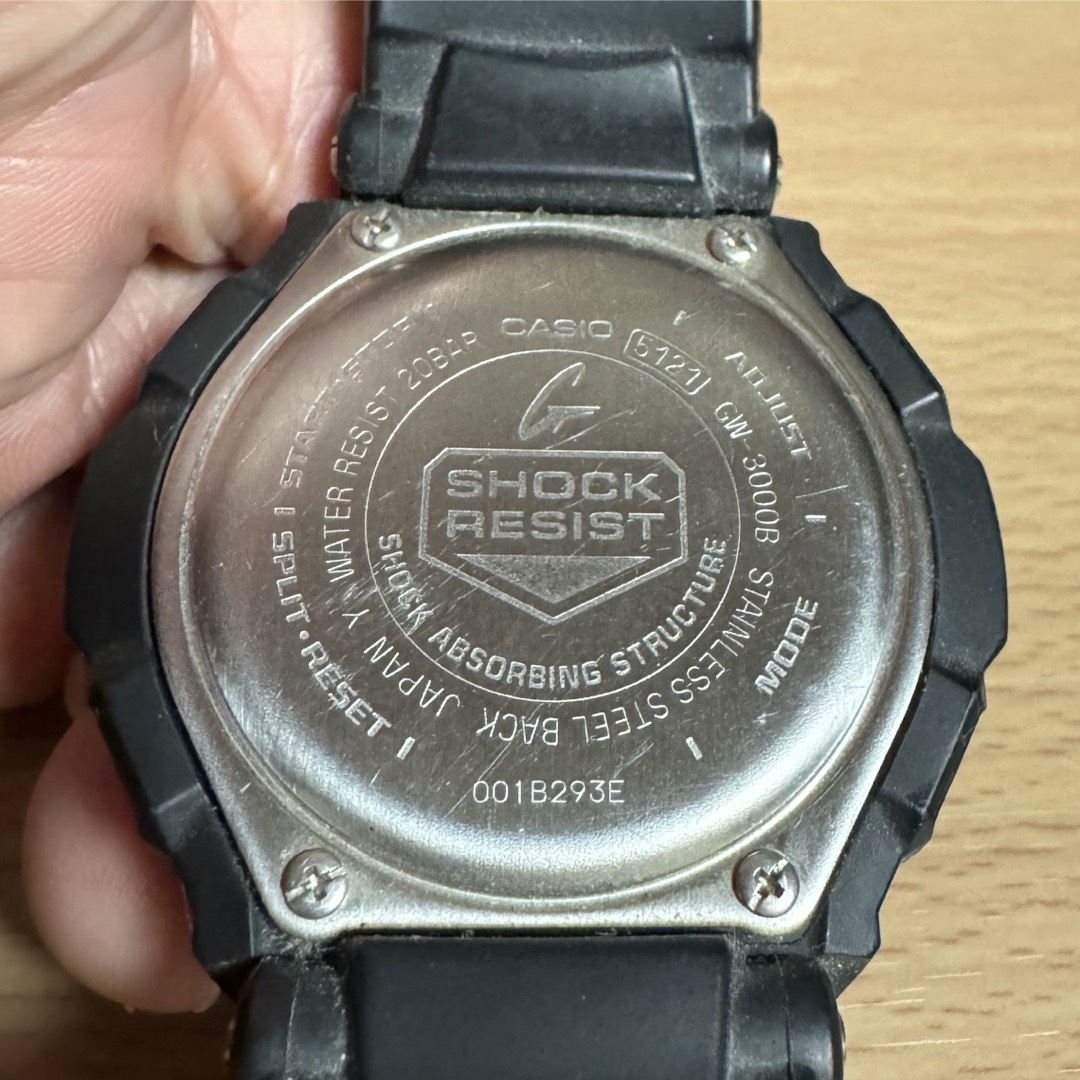 CASIO
5121
GW-3000B STAINLESS STEEL BACK JAPAN Y WATER RESIST 20BAR
ADJUST
MODE
SPLIT•RESET
G
SHOCK
RESIST
SHOCK ABSORBING STRUCTURE
001B293E